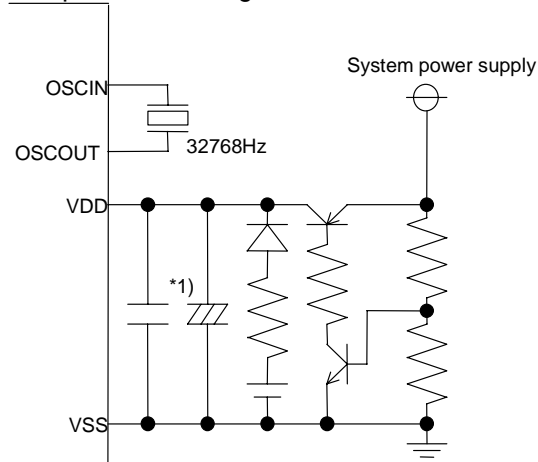 System power supply
OSCIN
OSCOUT
32768Hz
VDD
*1)
VSS